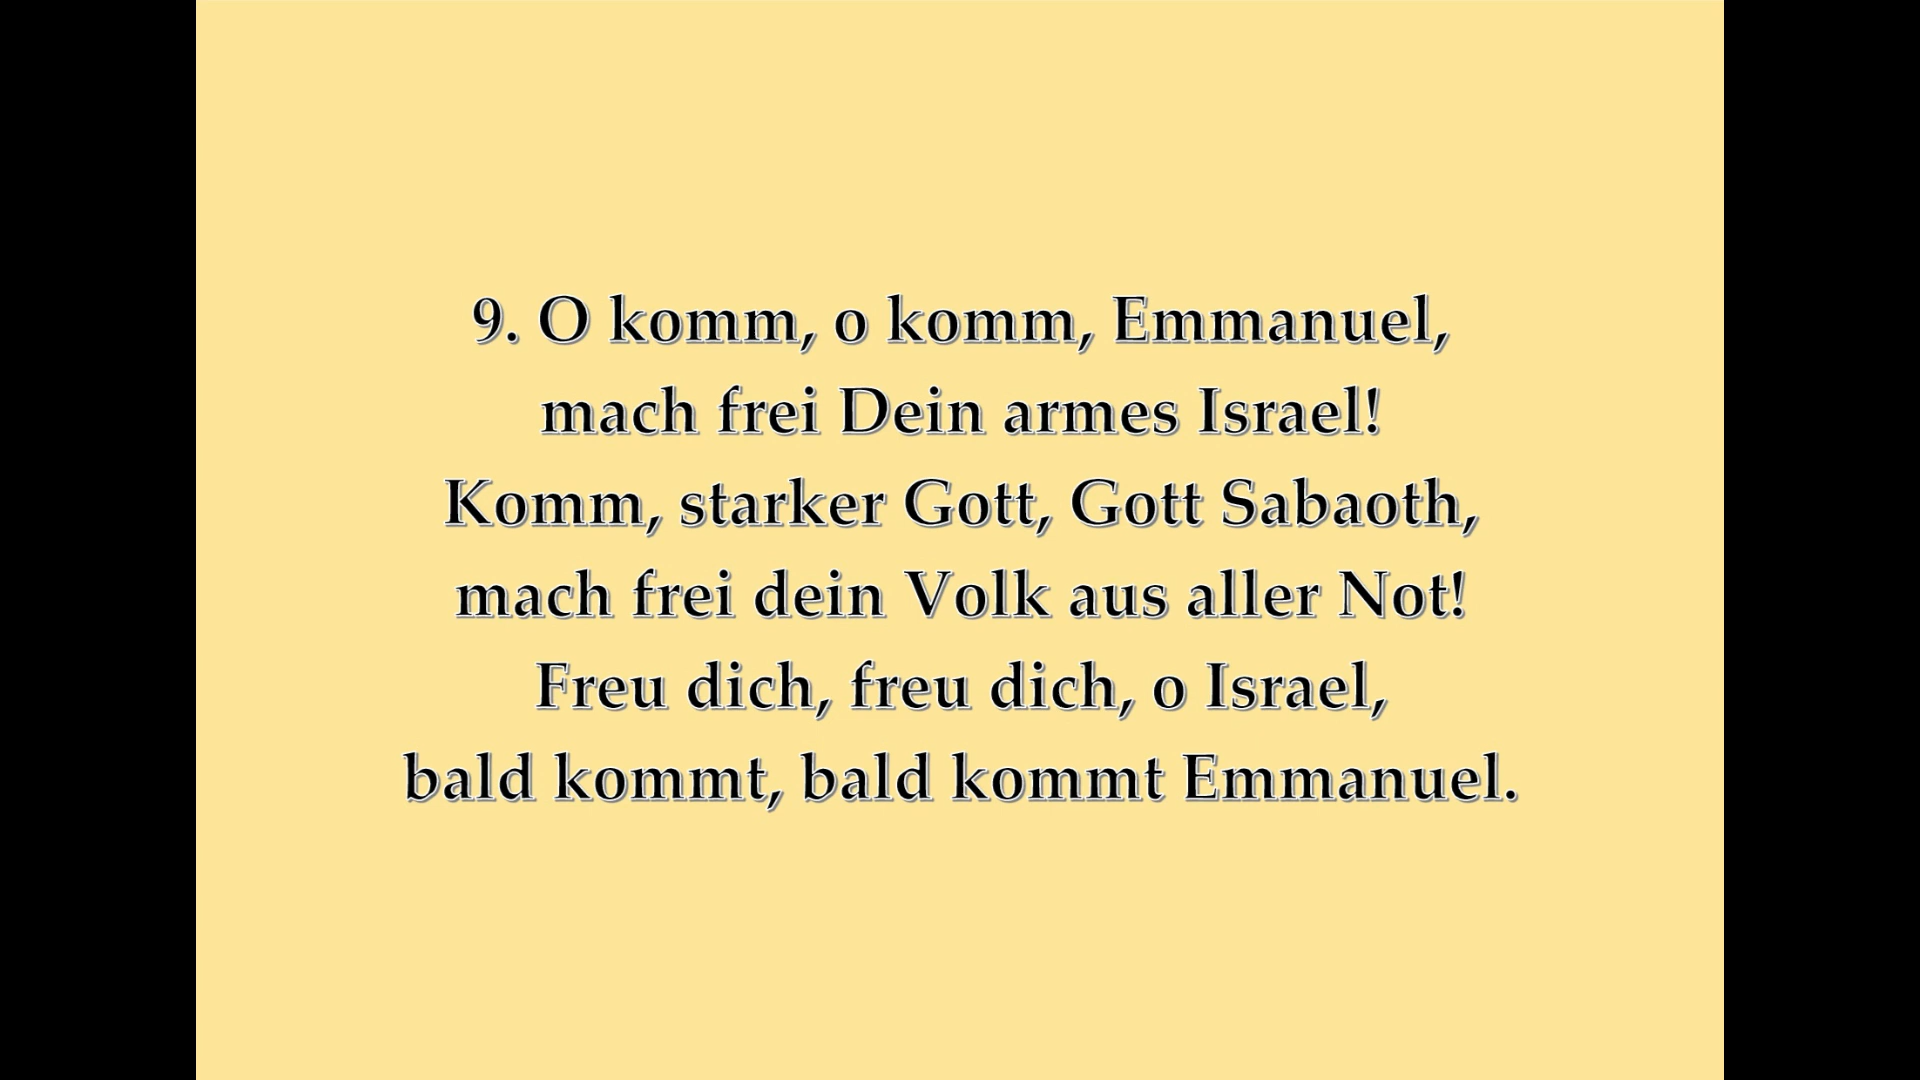 9. O komm, o komm, Emmanuel,
mach frei Dein armes Israel!
Komm, starker Gott, Gott Sabaoth,
mach frei dein Volk aus aller Not!
Freu dich, freu dich, o Israel,
bald kommt, bald kommt Emmanuel.